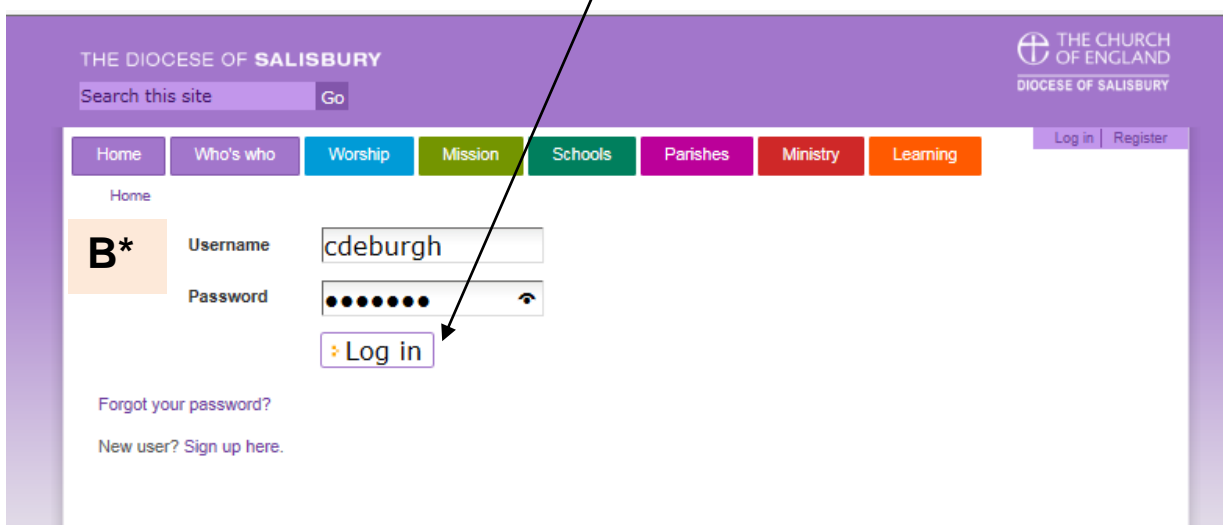 THE DIOCESE OF SALISBURY
THE CHURCH
OF ENGLAND
DIOCESE OF SALISBURY
Search this site Go
Log in | Register
Home Who's who Worship Mission Schools Parishes Ministry Learning
Home
B*
Username cdeburgh
Password •••••••
Log in
Forgot your password?
New user? Sign up here.